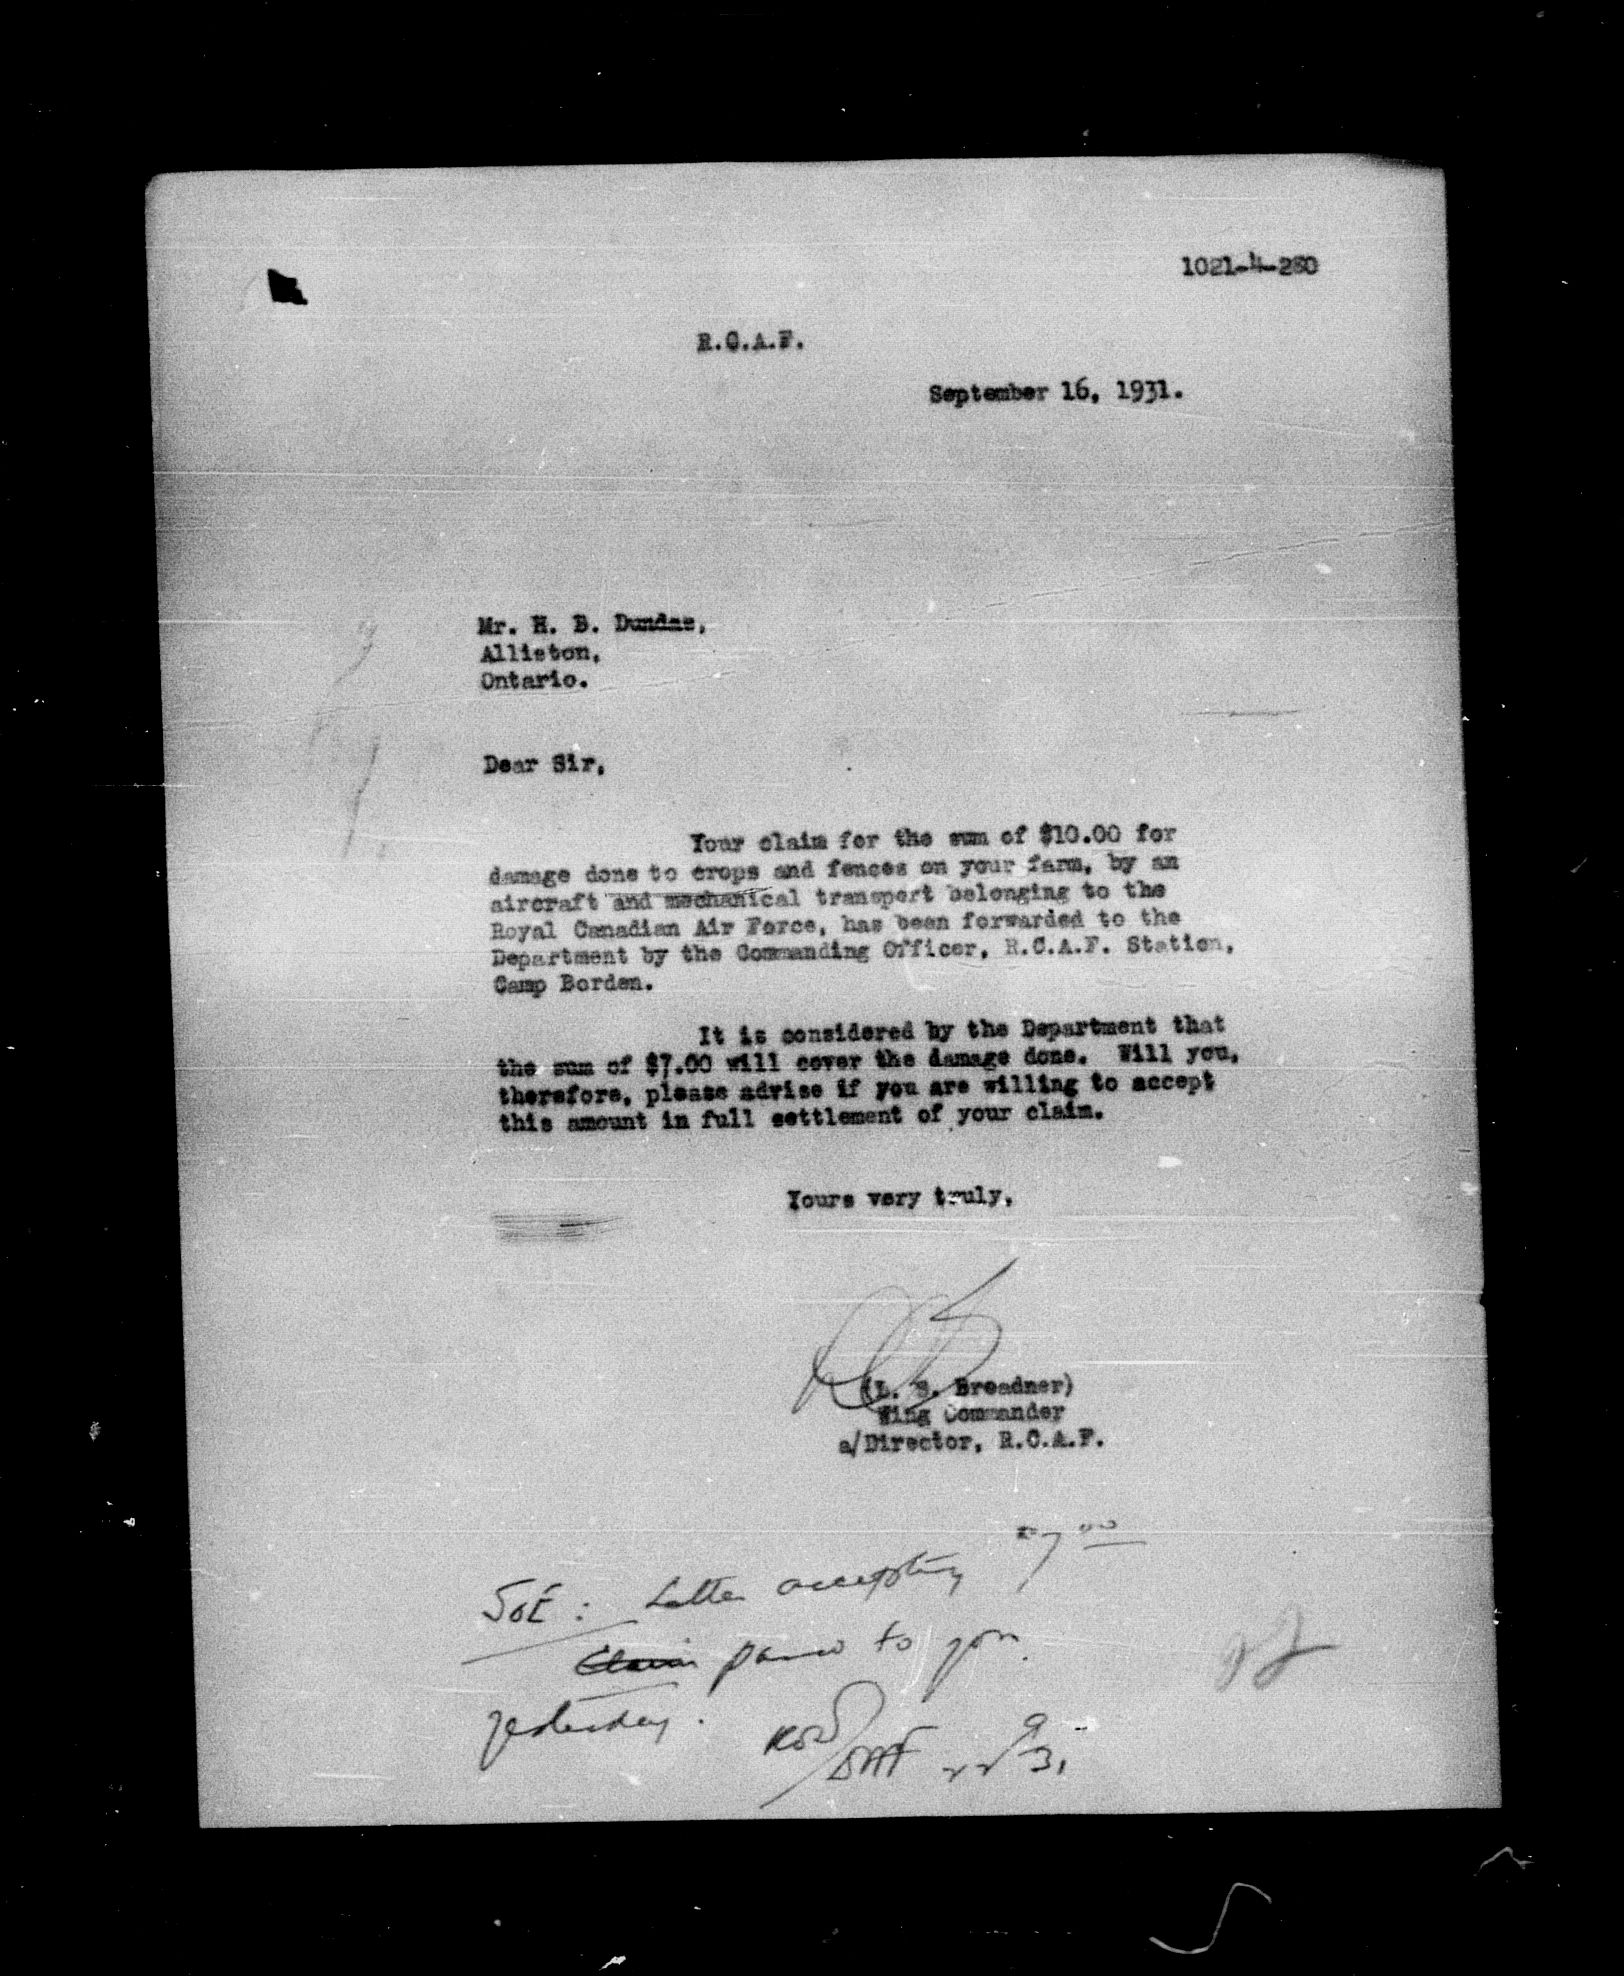 1021-4-280
R.C.A.F.
September 16, 1931.
Mr. H. B. Dundas,
Alliston,
Ontario.
Dear Sir,
Your claim for the sum of $10.00 for
damage done to crops and fences on your farm, by an
aircraft and mechanical transport belonging to the
Royal Canadian Air Force, has been forwarded to the
Department by the Commanding Officer, R.C.A.F. Station,
Camp Borden.
It is considered by the Department that
the sum of $7.00 will cover the damage done. Will you,
therefore, please advise if you are willing to accept
this amount in full settlement of your claim.
Yours very truly,
(L. S. Breadner)
Wing Commander
a/Director, R.C.A.F.
Letter accepting 7 00
Claim passed to you
yesterday.
22 9 31